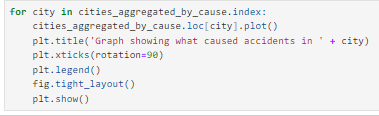 for city in cities_aggregated_by_cause.index:
    cities_aggregated_by_cause.loc[city].plot()
    plt.title('Graph showing what caused accidents in ' + city)
    plt.xticks(rotation=90)
    plt.legend()
    fig.tight_layout()
    plt.show()